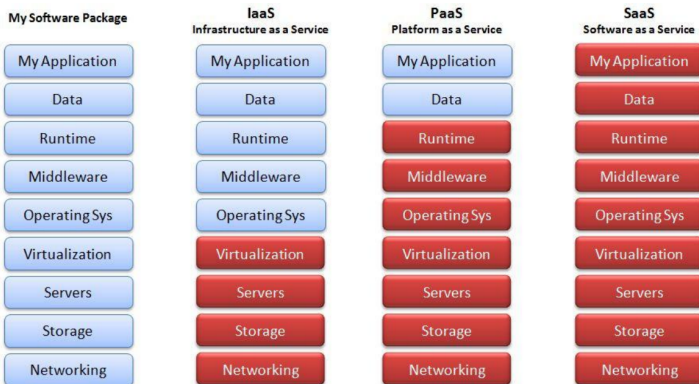 My Software Package
IaaS
Infrastructure as a Service
PaaS
Platform as a Service
SaaS
Software as a Service
My Application
Data
Runtime
Middleware
Operating Sys
Virtualization
Servers
Storage
Networking
My Application
Data
Runtime
Middleware
Operating Sys
Virtualization
Servers
Storage
Networking
My Application
Data
Runtime
Middleware
Operating Sys
Virtualization
Servers
Storage
Networking
My Application
Data
Runtime
Middleware
Operating Sys
Virtualization
Servers
Storage
Networking